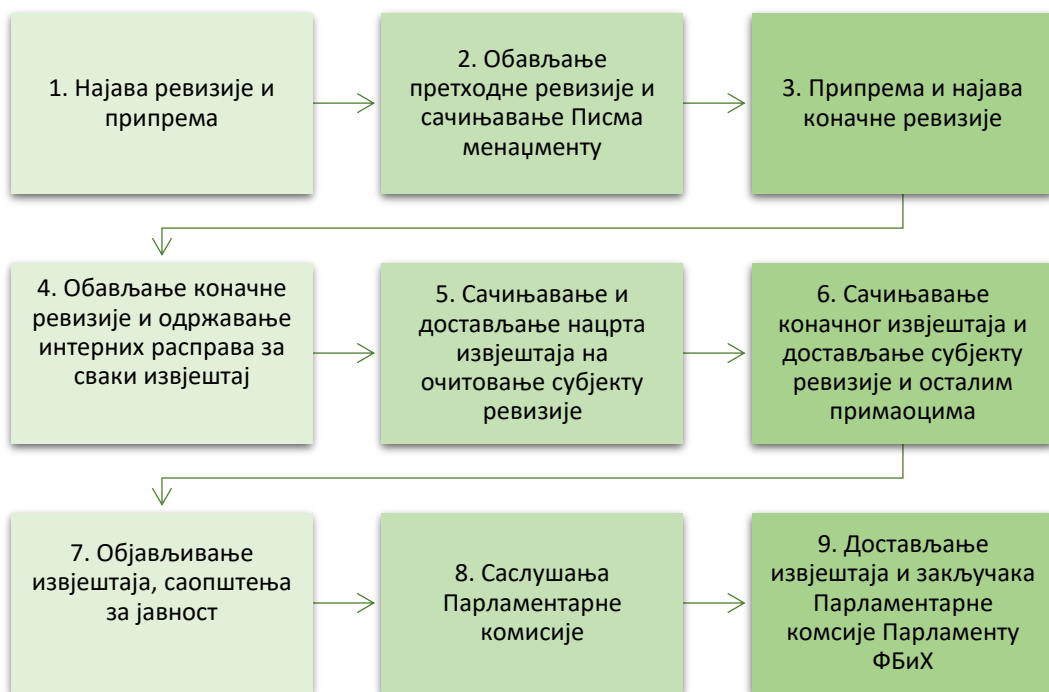 1. Најава ревизије и
припрема
2. Обављање
претходне ревизије и
сачињавање Писма
менаџменту
3. Припрема и најава
коначне ревизије
4. Обављање коначне
ревизије и одржавање
интерних расправа за
сваки извјештај
5. Сачињавање и
достављање нацрта
извјештаја на
очитовање субјекту
ревизије
6. Сачињавање
коначног извјештаја и
достављање субјекту
ревизије и осталим
примаоцима
7. Објављивање
извјештаја, саопштења
за јавност
8. Саслушања
Парламентарне
комисије
9. Достављање
извјештаја и закључака
Парламентарне
комсије Парламенту
ФБиХ